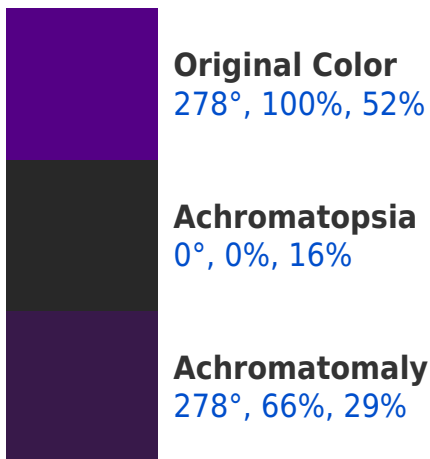 Original Color
278°, 100%, 52%
Achromatopsia
0°, 0%, 16%
Achromatomaly
278°, 66%, 29%